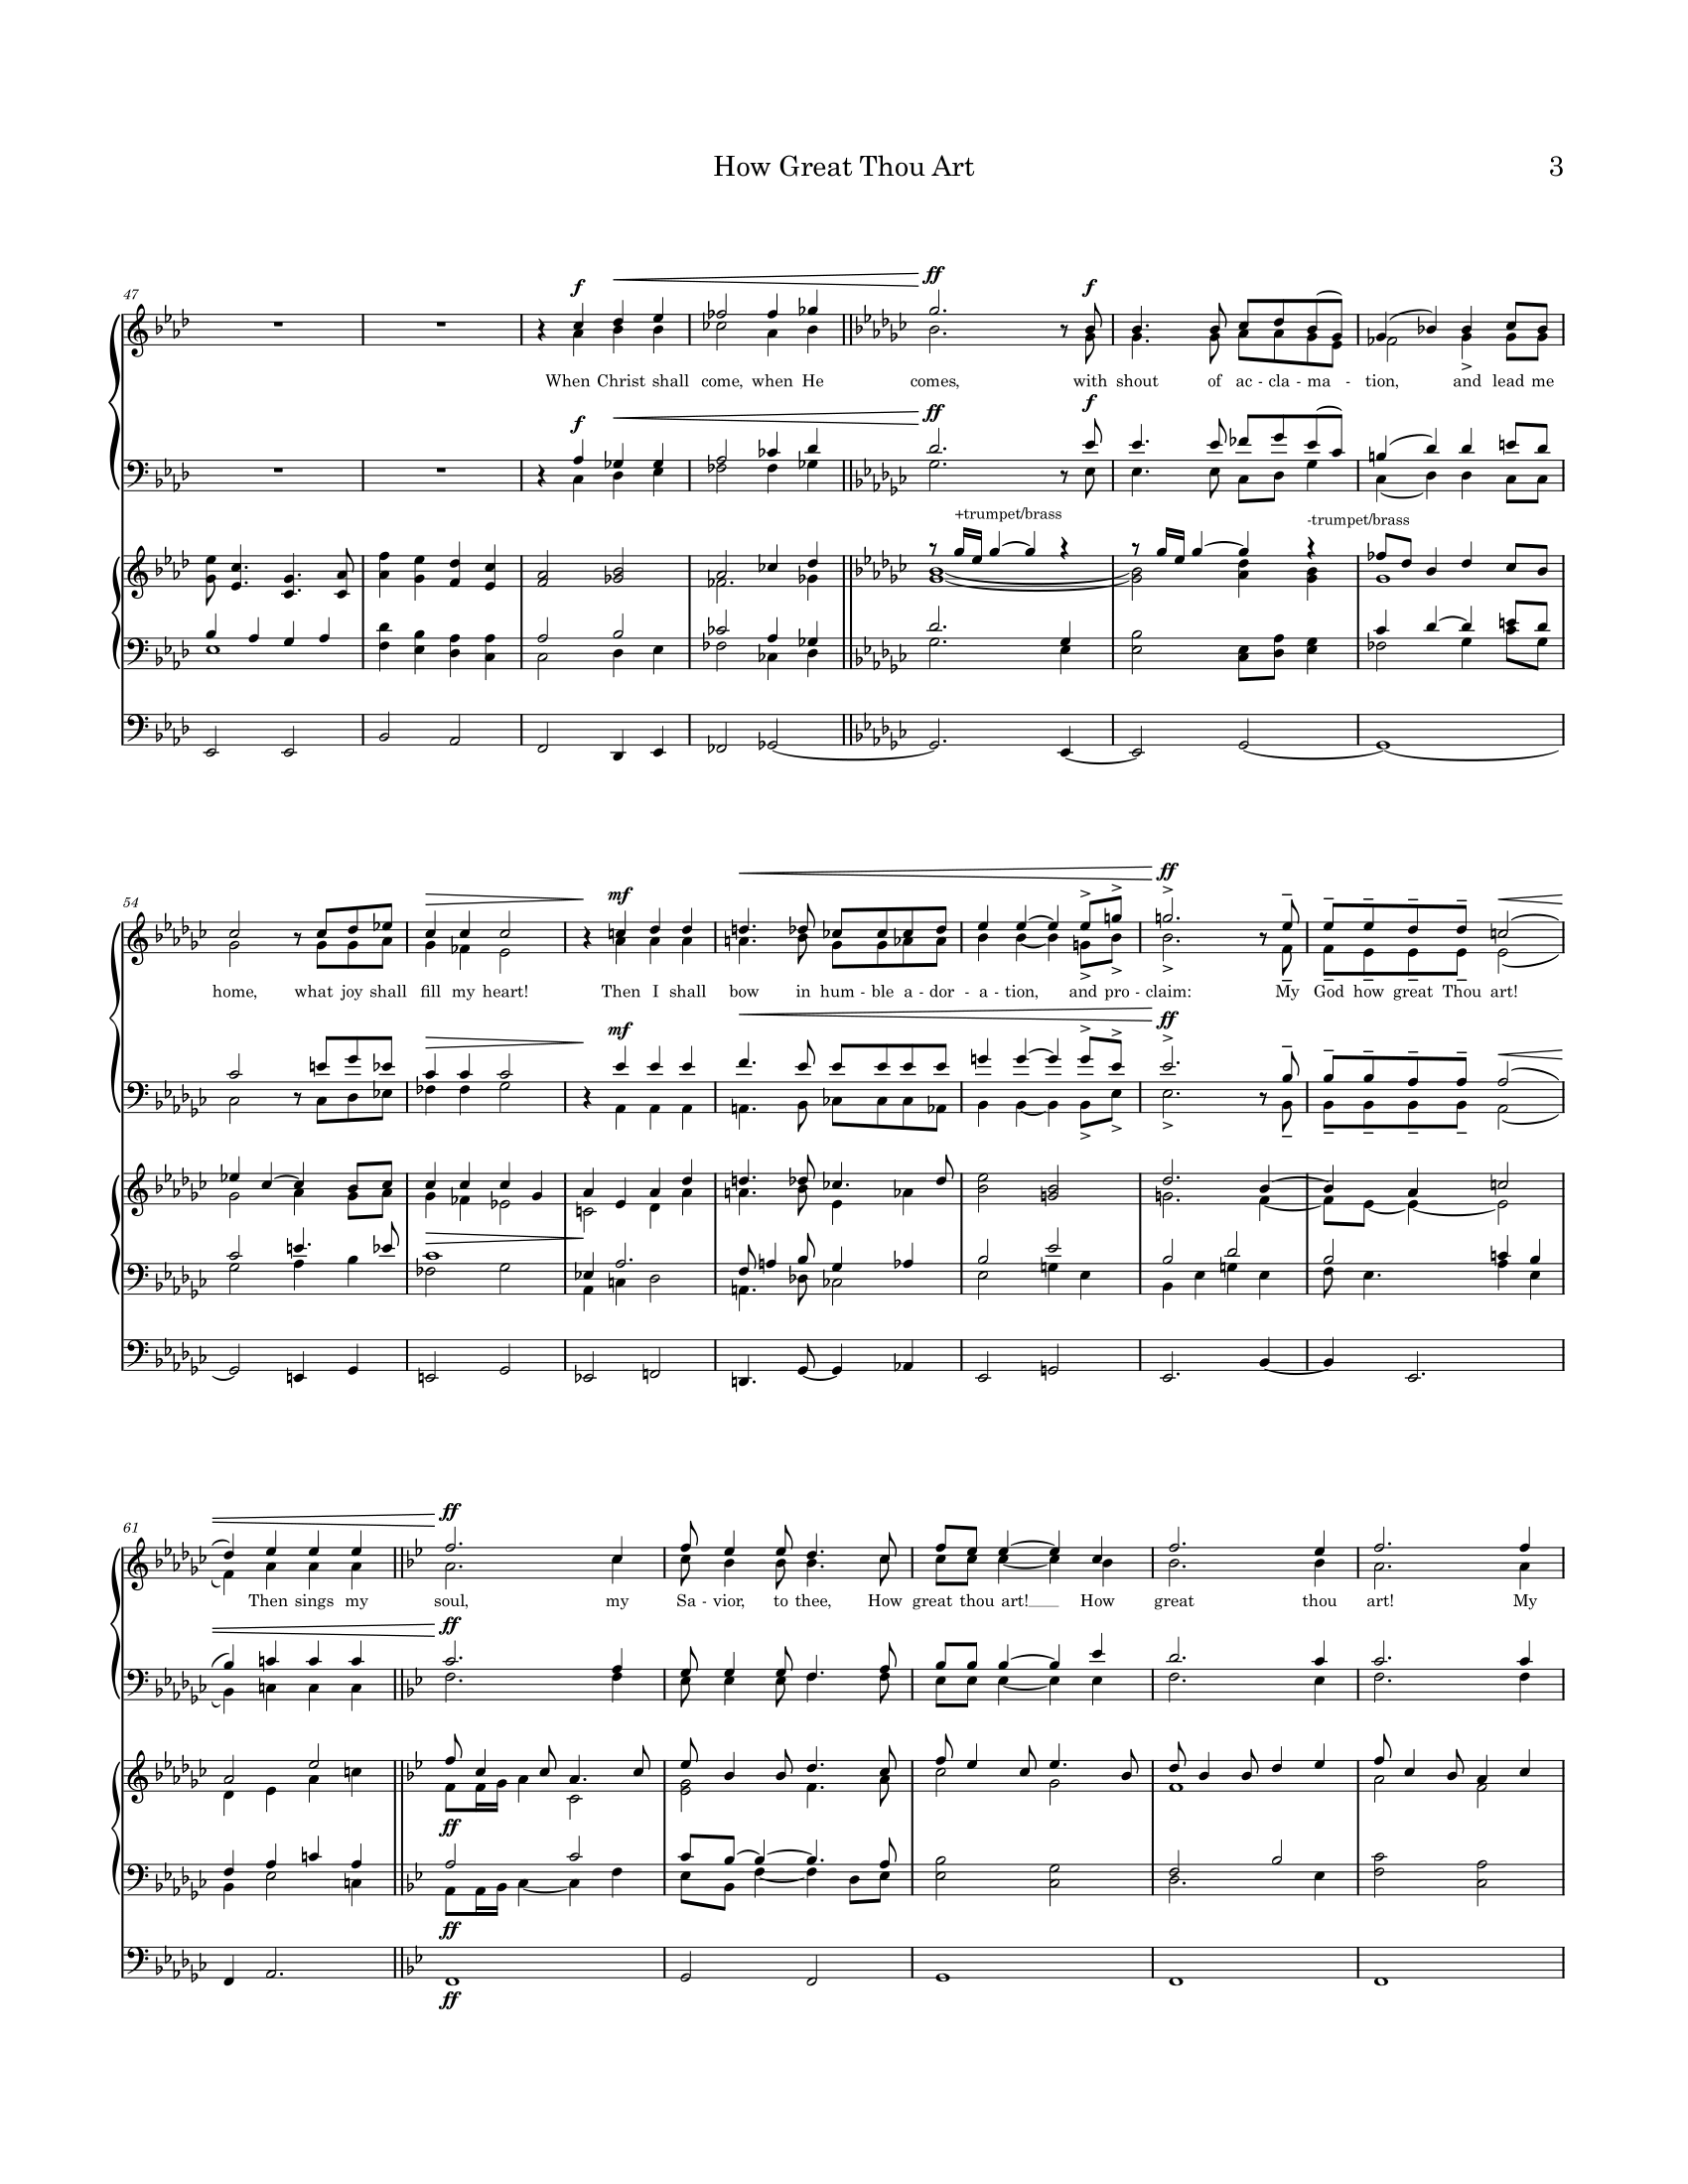 How Great Thou Art 3
47
f
ff f
When Christ shall come, when He comes, with shout of ac - cla - ma - tion, and lead me
f ff f
+trumpet/brass
-trumpet/brass
54
mf ff
home, what joy shall fill my heart! Then I shall bow in hum - ble a - dor - a - tion, and pro - claim: My God how great Thou art!
mf ff
61
ff
Then sings my soul, my Sa - vior, to thee, How great thou art! How great thou art! My
ff
ff
ff
ff